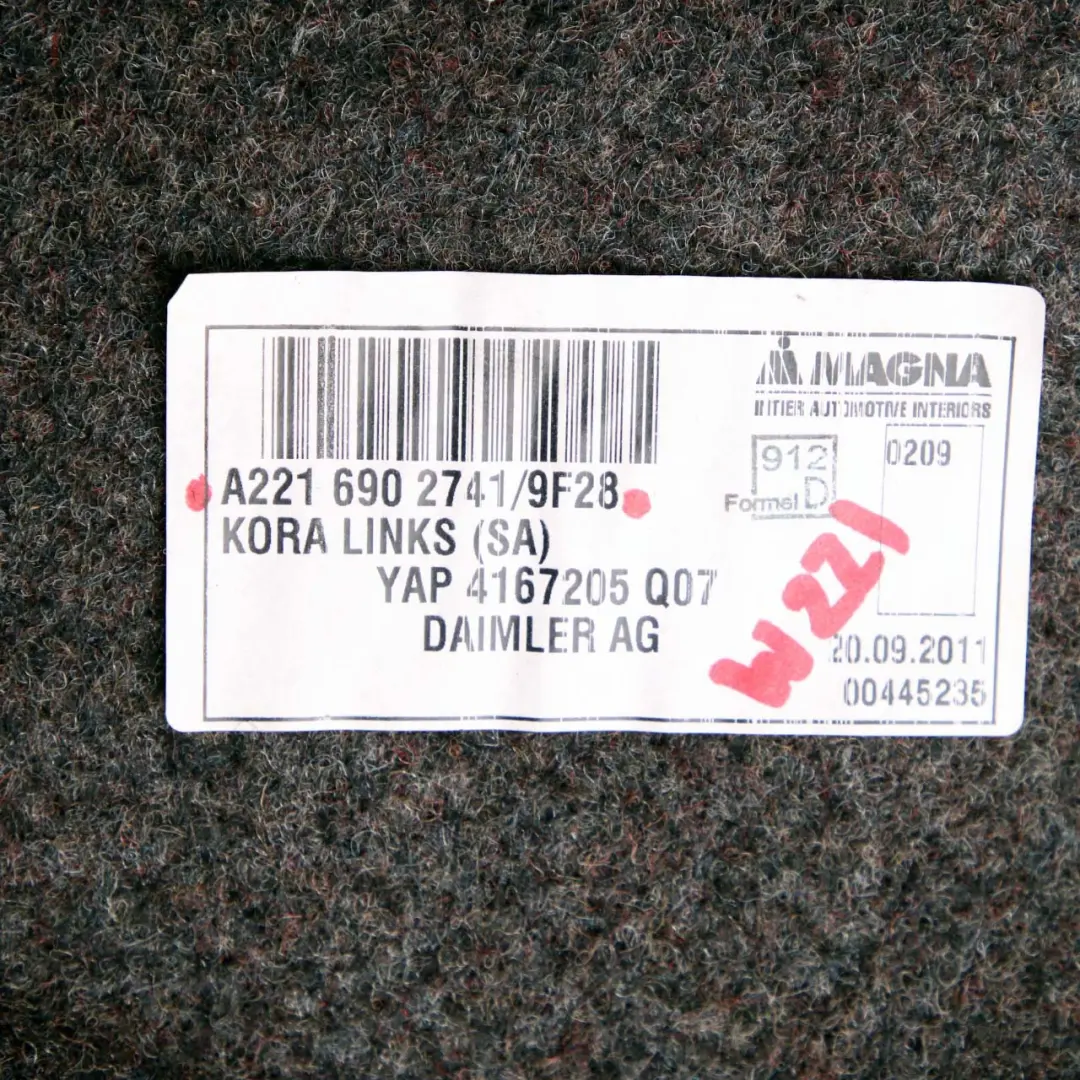 MAGNA
INTIER AUTOMOTIVE INTERIORS
912
Formel D
0209
A221 690 2741/9F28
KORA LINKS (SA)
YAP 4167205 Q07
DAIMLER AG
W221
20.09.2011
00445235